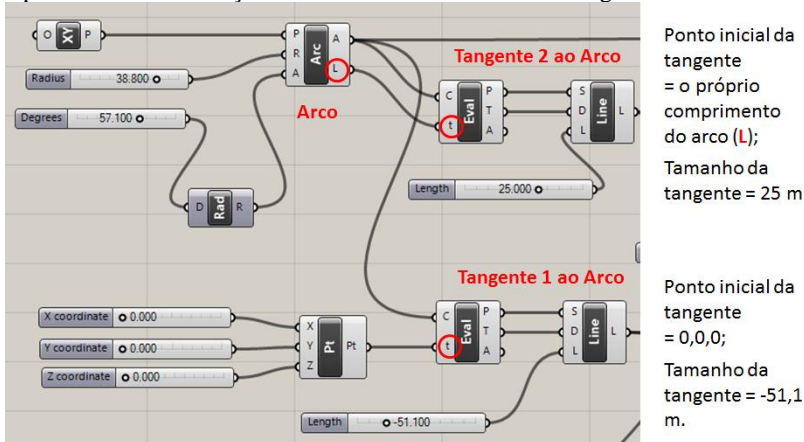 O
XY
P
P
R
A
Arc
A
L
Radius 38.800
Arco
Degrees 57.100
D
Rad
R
Tangente 2 ao Arco
C
t
Eval
P
T
A
S
D
L
Line
L
Length 25.000
Ponto inicial da
tangente
= o próprio
comprimento
do arco (L);
Tamanho da
tangente = 25 m
Tangente 1 ao Arco
X coordinate 0.000
Y coordinate 0.000
Z coordinate 0.000
X
Y
Z
Pt
Pt
C
t
Eval
P
T
A
S
D
L
Line
L
Length -51.100
Ponto inicial da
tangente
= 0,0,0;
Tamanho da
tangente = -51,1
m.